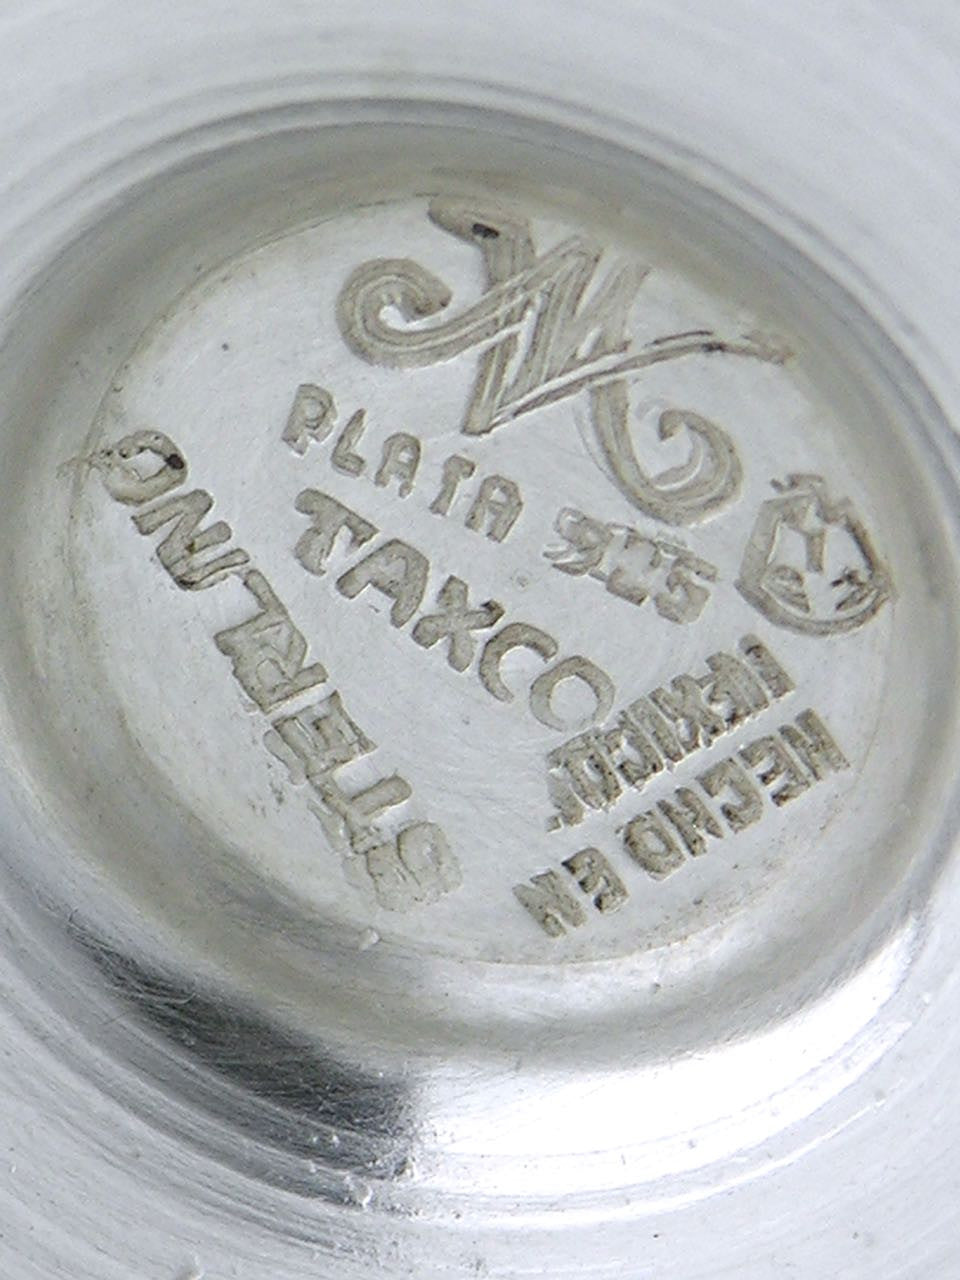 M
PLATA 925
TAXCO
STERLING
HECHO EN
MEXICO